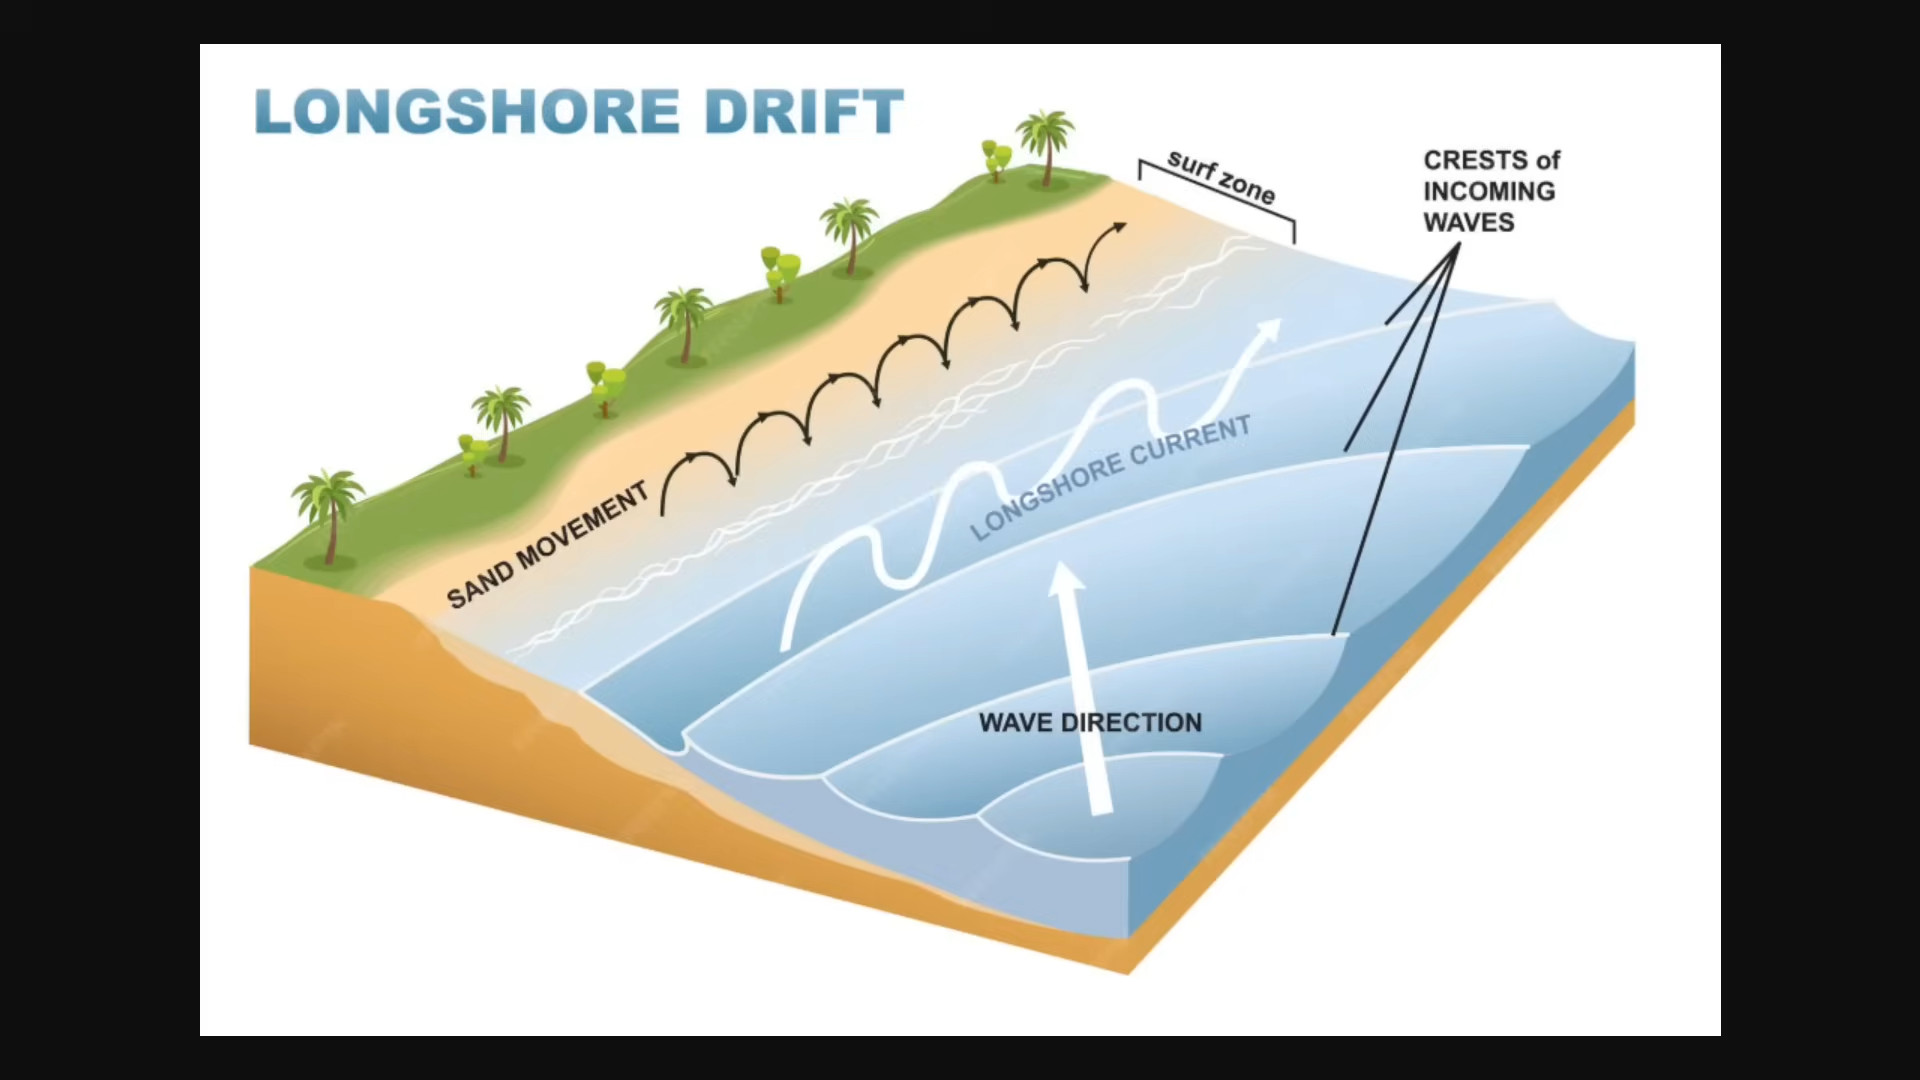 LONGSHORE DRIFT
surf zone
CRESTS of
INCOMING
WAVES
SAND MOVEMENT
LONGSHORE CURRENT
WAVE DIRECTION